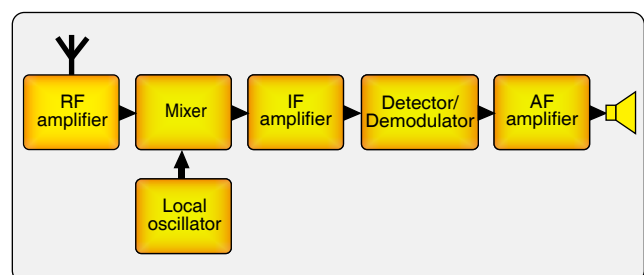 RF
amplifier
Mixer
IF
amplifier
Detector/
Demodulator
AF
amplifier
Local
oscillator